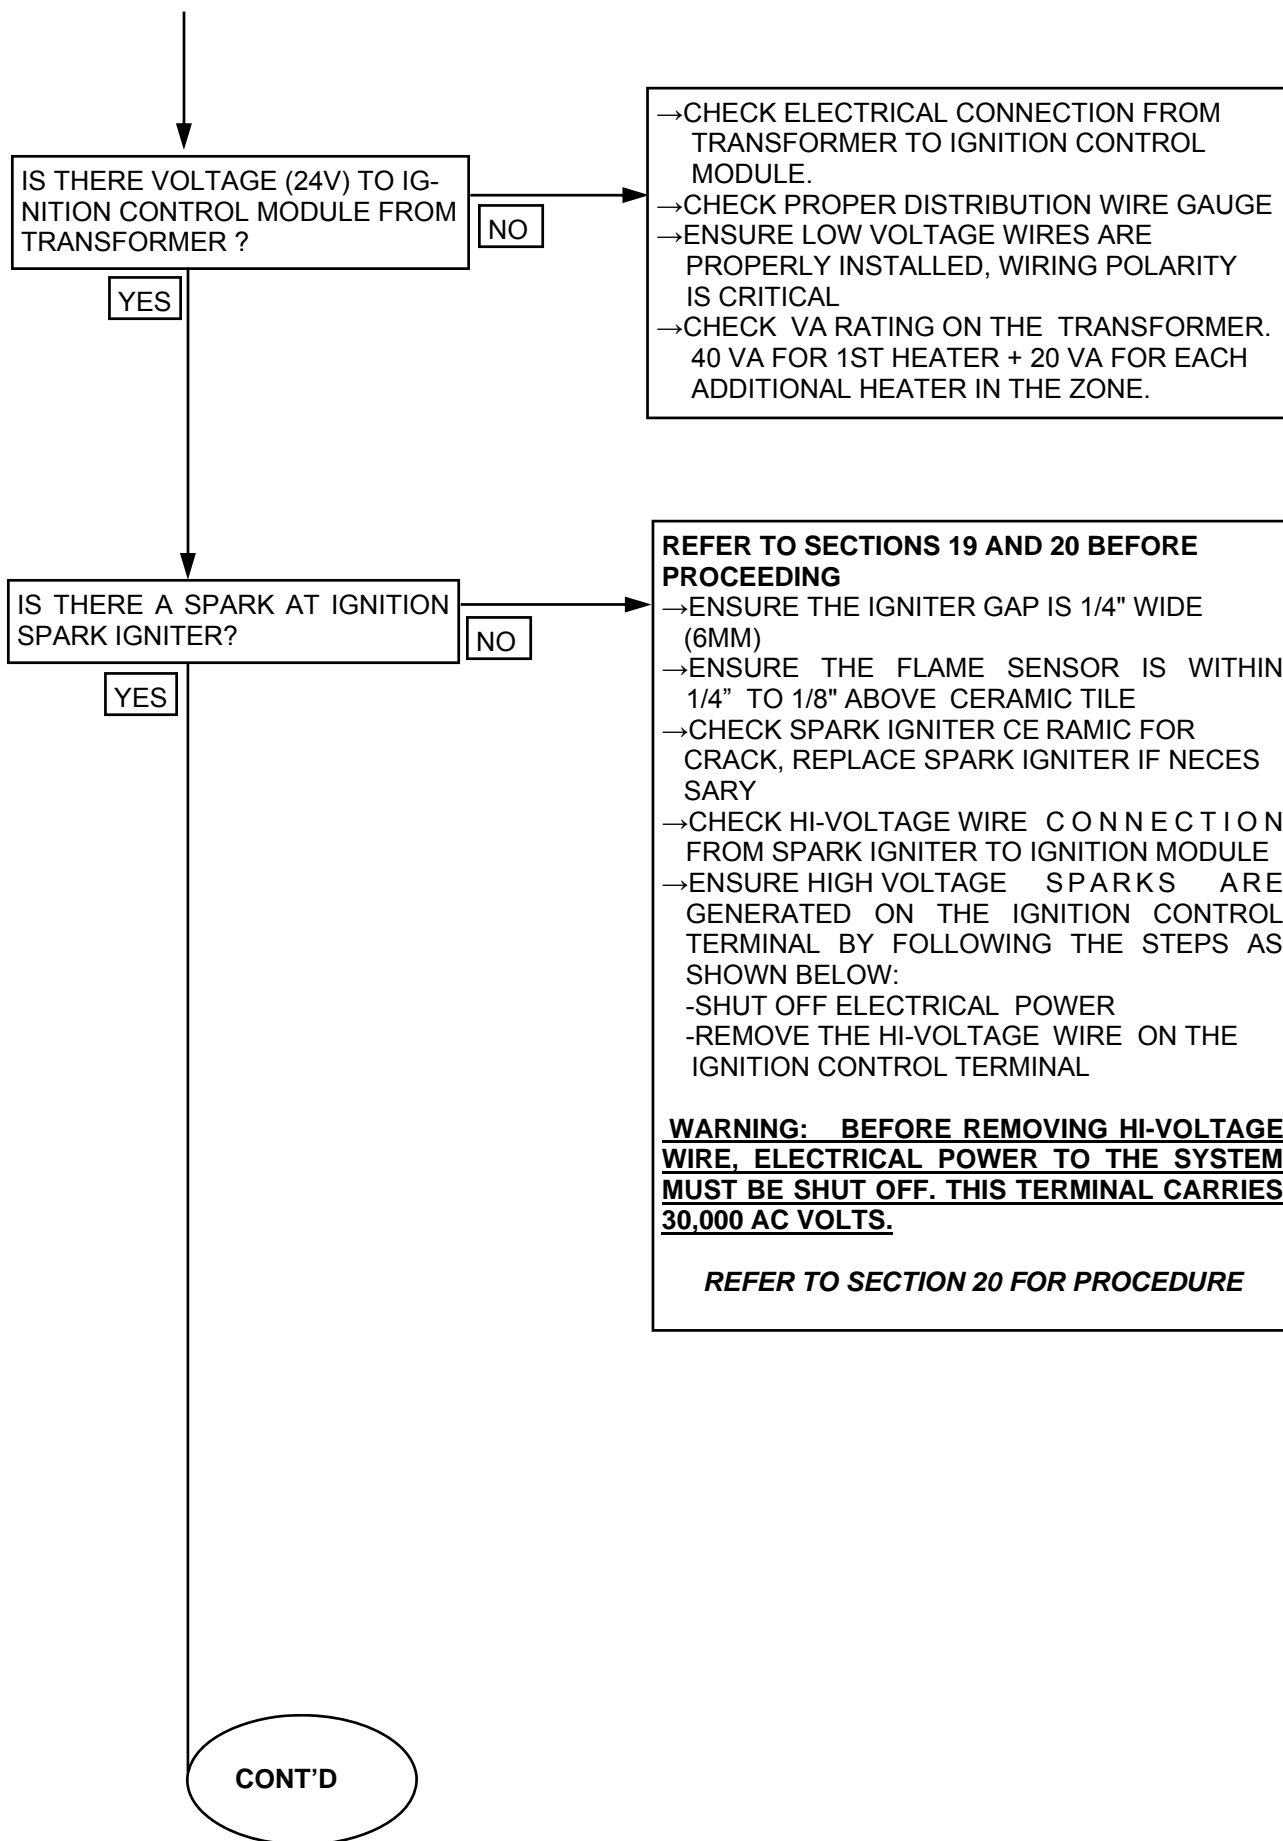 IS THERE VOLTAGE (24V) TO IG-
NITION CONTROL MODULE FROM
TRANSFORMER ?
NO
YES
→CHECK ELECTRICAL CONNECTION FROM
TRANSFORMER TO IGNITION CONTROL
MODULE.
→CHECK PROPER DISTRIBUTION WIRE GAUGE
→ENSURE LOW VOLTAGE WIRES ARE
PROPERLY INSTALLED, WIRING POLARITY
IS CRITICAL
→CHECK VA RATING ON THE TRANSFORMER.
40 VA FOR 1ST HEATER + 20 VA FOR EACH
ADDITIONAL HEATER IN THE ZONE.
IS THERE A SPARK AT IGNITION
SPARK IGNITER?
NO
YES
REFER TO SECTIONS 19 AND 20 BEFORE
PROCEEDING
→ENSURE THE IGNITER GAP IS 1/4" WIDE
(6MM)
→ENSURE THE FLAME SENSOR IS WITHIN
1/4” TO 1/8" ABOVE CERAMIC TILE
→CHECK SPARK IGNITER CE RAMIC FOR
CRACK, REPLACE SPARK IGNITER IF NECES
SARY
→CHECK HI-VOLTAGE WIRE C O N N E C T I O N
FROM SPARK IGNITER TO IGNITION MODULE
→ENSURE HIGH VOLTAGE S P A R K S A R E
GENERATED ON THE IGNITION CONTROL
TERMINAL BY FOLLOWING THE STEPS AS
SHOWN BELOW:
-SHUT OFF ELECTRICAL POWER
-REMOVE THE HI-VOLTAGE WIRE ON THE
IGNITION CONTROL TERMINAL
WARNING: BEFORE REMOVING HI-VOLTAGE
WIRE, ELECTRICAL POWER TO THE SYSTEM
MUST BE SHUT OFF. THIS TERMINAL CARRIES
30,000 AC VOLTS.
REFER TO SECTION 20 FOR PROCEDURE
CONT’D